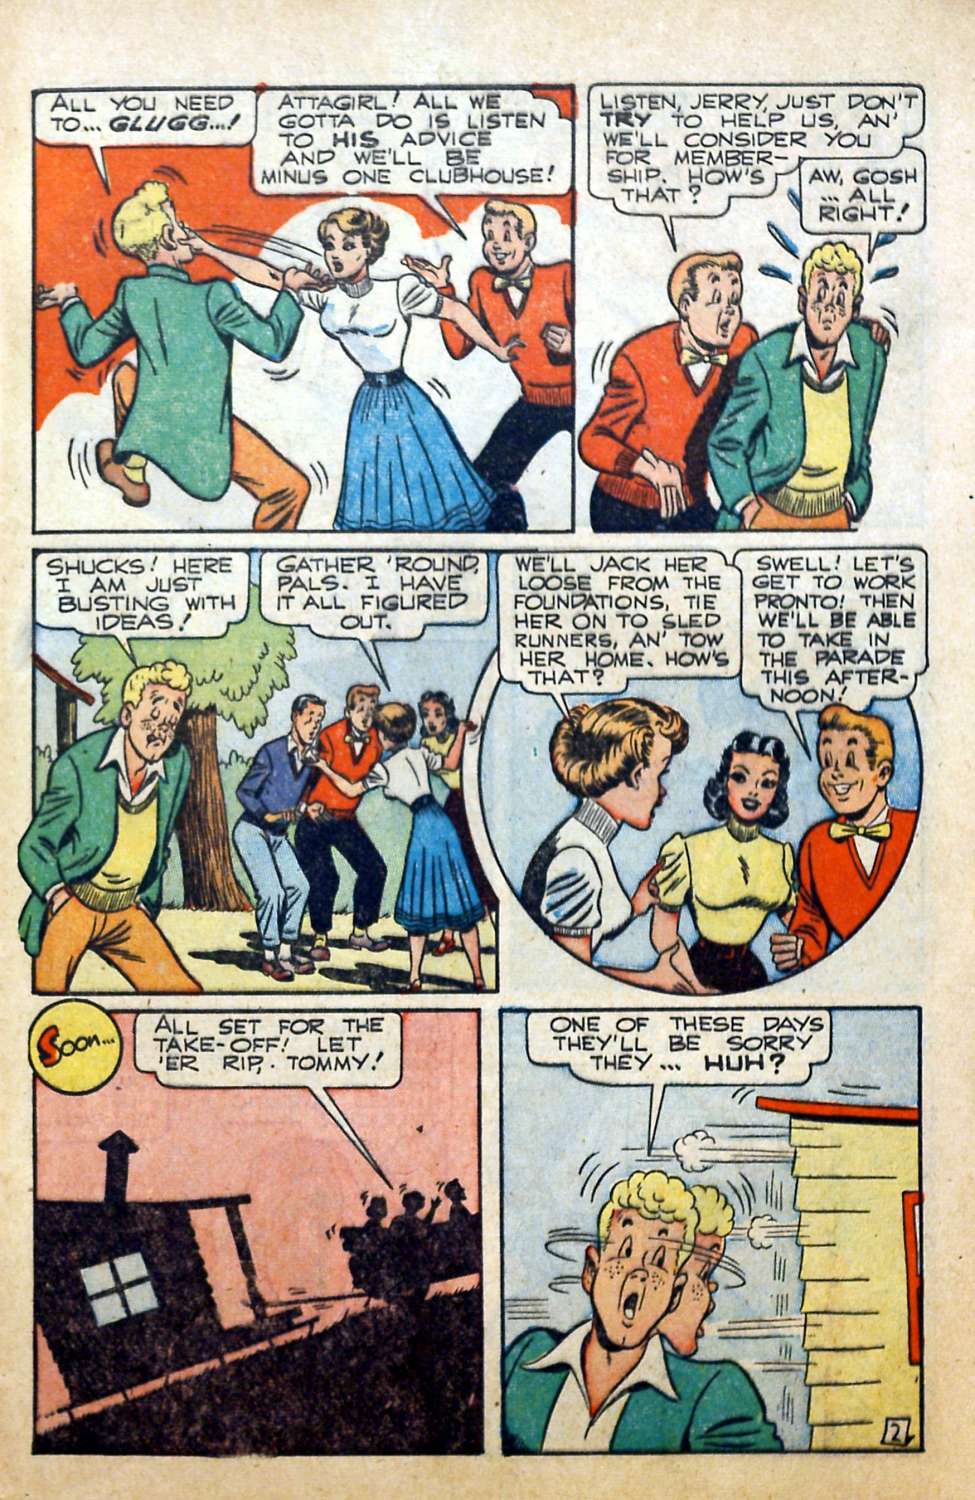 ALL YOU NEED
TO... GLUGG...!
ATTAGIRL! ALL WE
GOTTA DO IS LISTEN
TO HIS ADVICE
AND WE'LL BE
MINUS ONE CLUBHOUSE!
LISTEN, JERRY, JUST DON'T
TRY TO HELP US, AN'
WE'LL CONSIDER YOU
FOR MEMBER-
SHIP. HOW'S
THAT?
AW, GOSH
... ALL
RIGHT!
SHUCKS! HERE
I AM JUST
BUSTING WITH
IDEAS!
GATHER 'ROUND,
PALS. I HAVE
IT ALL FIGURED
OUT.
WE'LL JACK HER
LOOSE FROM THE
FOUNDATIONS, TIE
HER ON TO SLED
RUNNERS, AN' TOW
HER HOME. HOW'S
THAT?
SWELL! LET'S
GET TO WORK
PRONTO! THEN
WE'LL BE ABLE
TO TAKE IN
THE PARADE
THIS AFTER-
NOON!
SOON...
ALL SET FOR THE
TAKE-OFF! LET
'ER RIP, TOMMY!
ONE OF THESE DAYS
THEY'LL BE SORRY
THEY ... HUH?
2